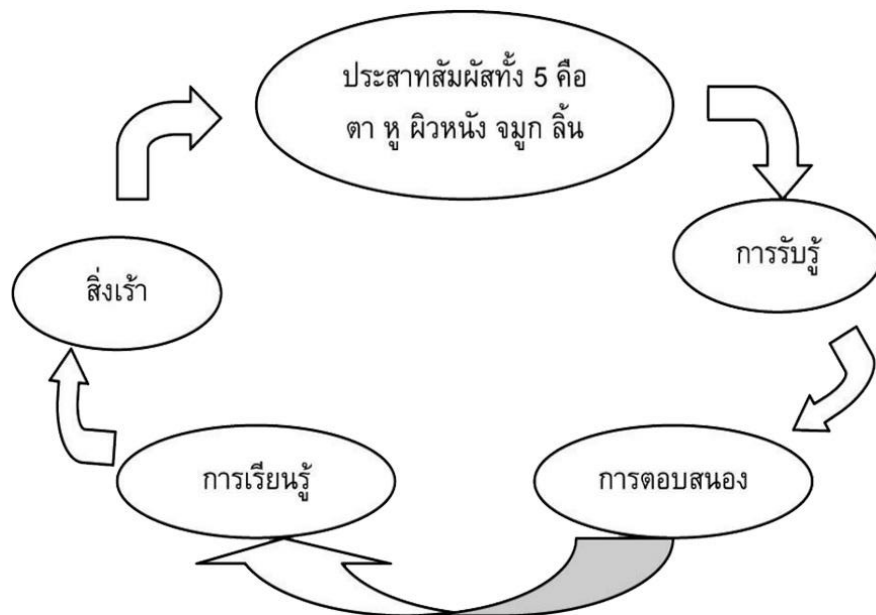 ประสาทสัมผัสทั้ง 5 คือ
ตา หู ผิวหนัง จมูก ลิ้น
การรับรู้
สิ่งเร้า
การเรียนรู้
การตอบสนอง